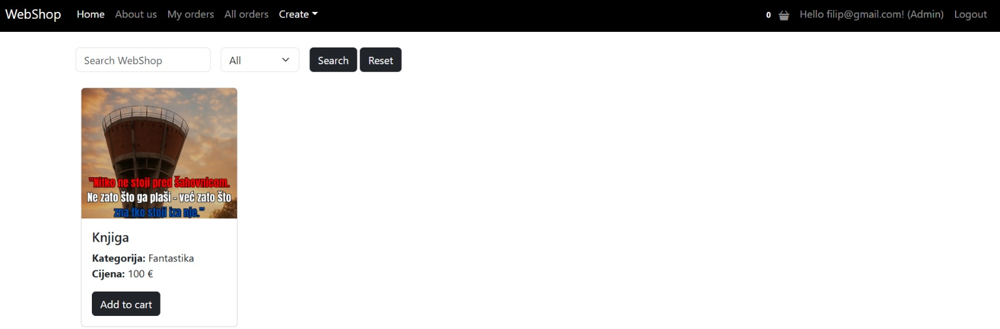 WebShop Home About us My orders All orders Create 0 Hello filip@gmail.com! (Admin) Logout
Search WebShop All Search Reset
"Nitko ne stoji pred šahovnicom.
Ne zato što ga plaši - već zato što
zna tko stoji iza nje."
Knjiga
Kategorija: Fantastika
Cijena: 100 €
Add to cart